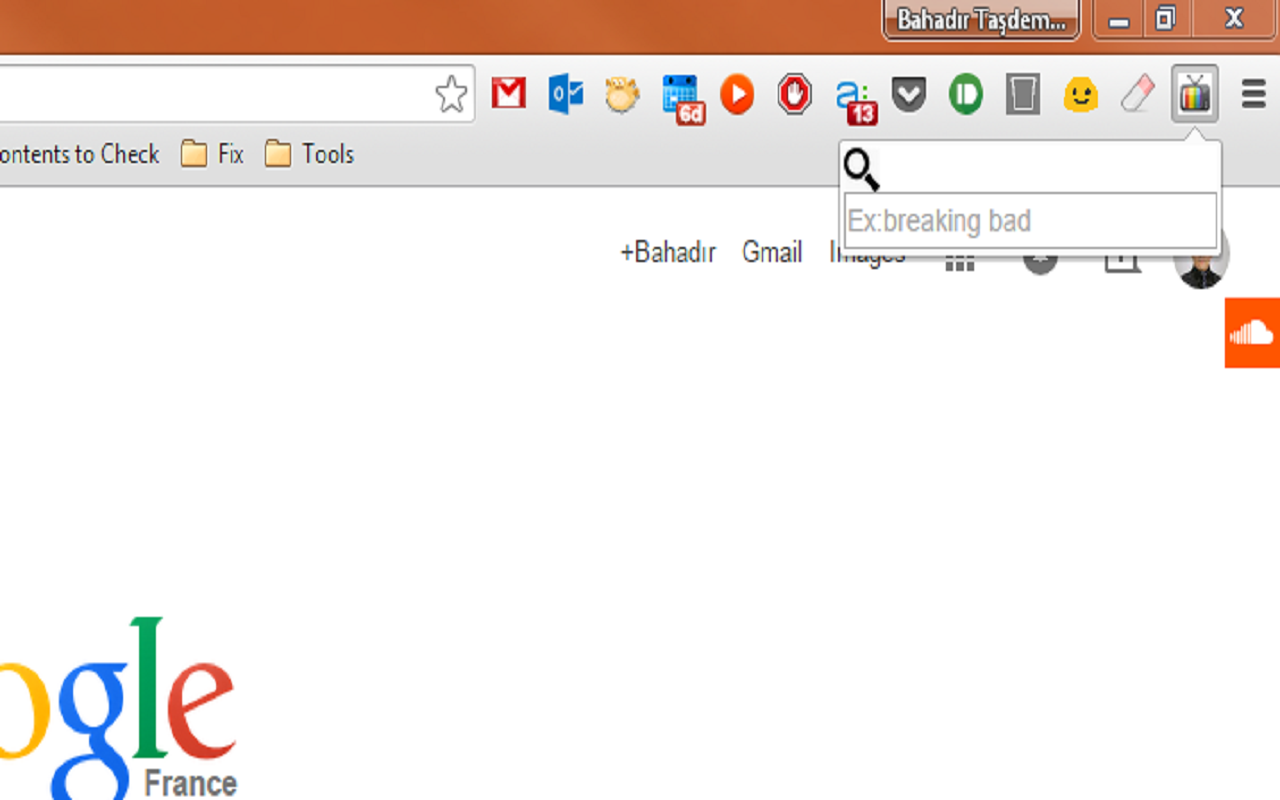 Bahadır Taşdem...
6d
a:
13
ontents to Check Fix Tools
Ex:breaking bad
+Bahadır Gmail Images
ogle
France